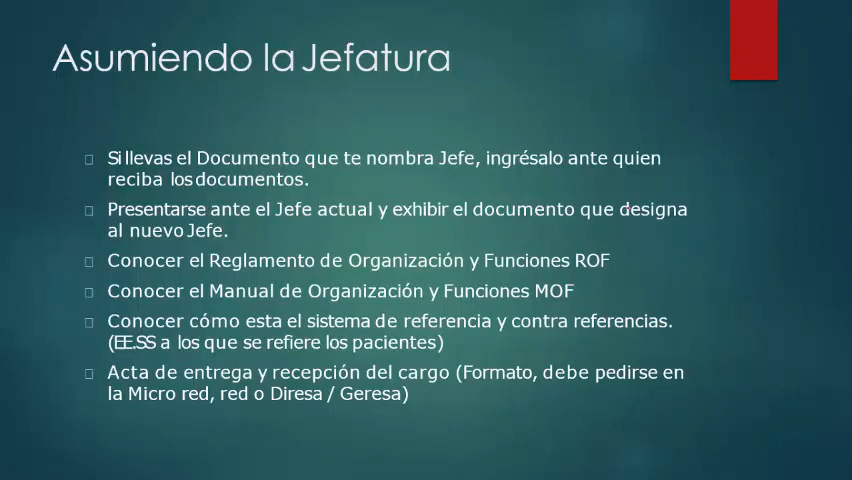 Asumiendo la Jefatura
Si llevas el Documento que te nombra Jefe, ingrésalo ante quien
reciba los documentos.
Presentarse ante el Jefe actual y exhibir el documento que designa
al nuevo Jefe.
Conocer el Reglamento de Organización y Funciones ROF
Conocer el Manual de Organización y Funciones MOF
Conocer cómo esta el sistema de referencia y contra referencias.
(EE.SS a los que se refiere los pacientes)
Acta de entrega y recepción del cargo (Formato, debe pedirse en
la Micro red, red o Diresa / Geresa)